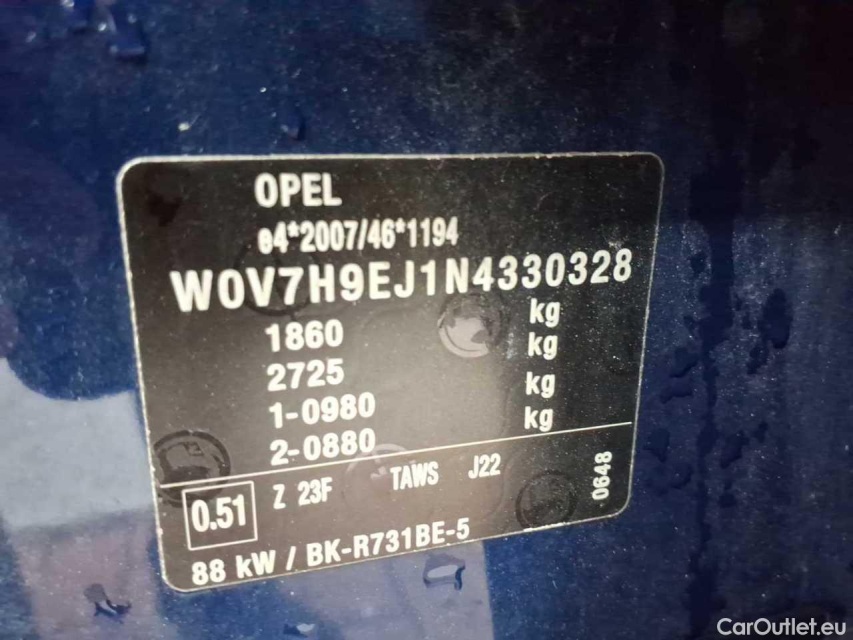 OPEL
e4*2007/46*1194
W0V7H9EJ1N4330328
1860 kg
2725 kg
1-0980 kg
2-0880 kg
0.51 Z 23F TAWS J22 0648
88 kW / BK-R731BE-5
CarOutlet.eu